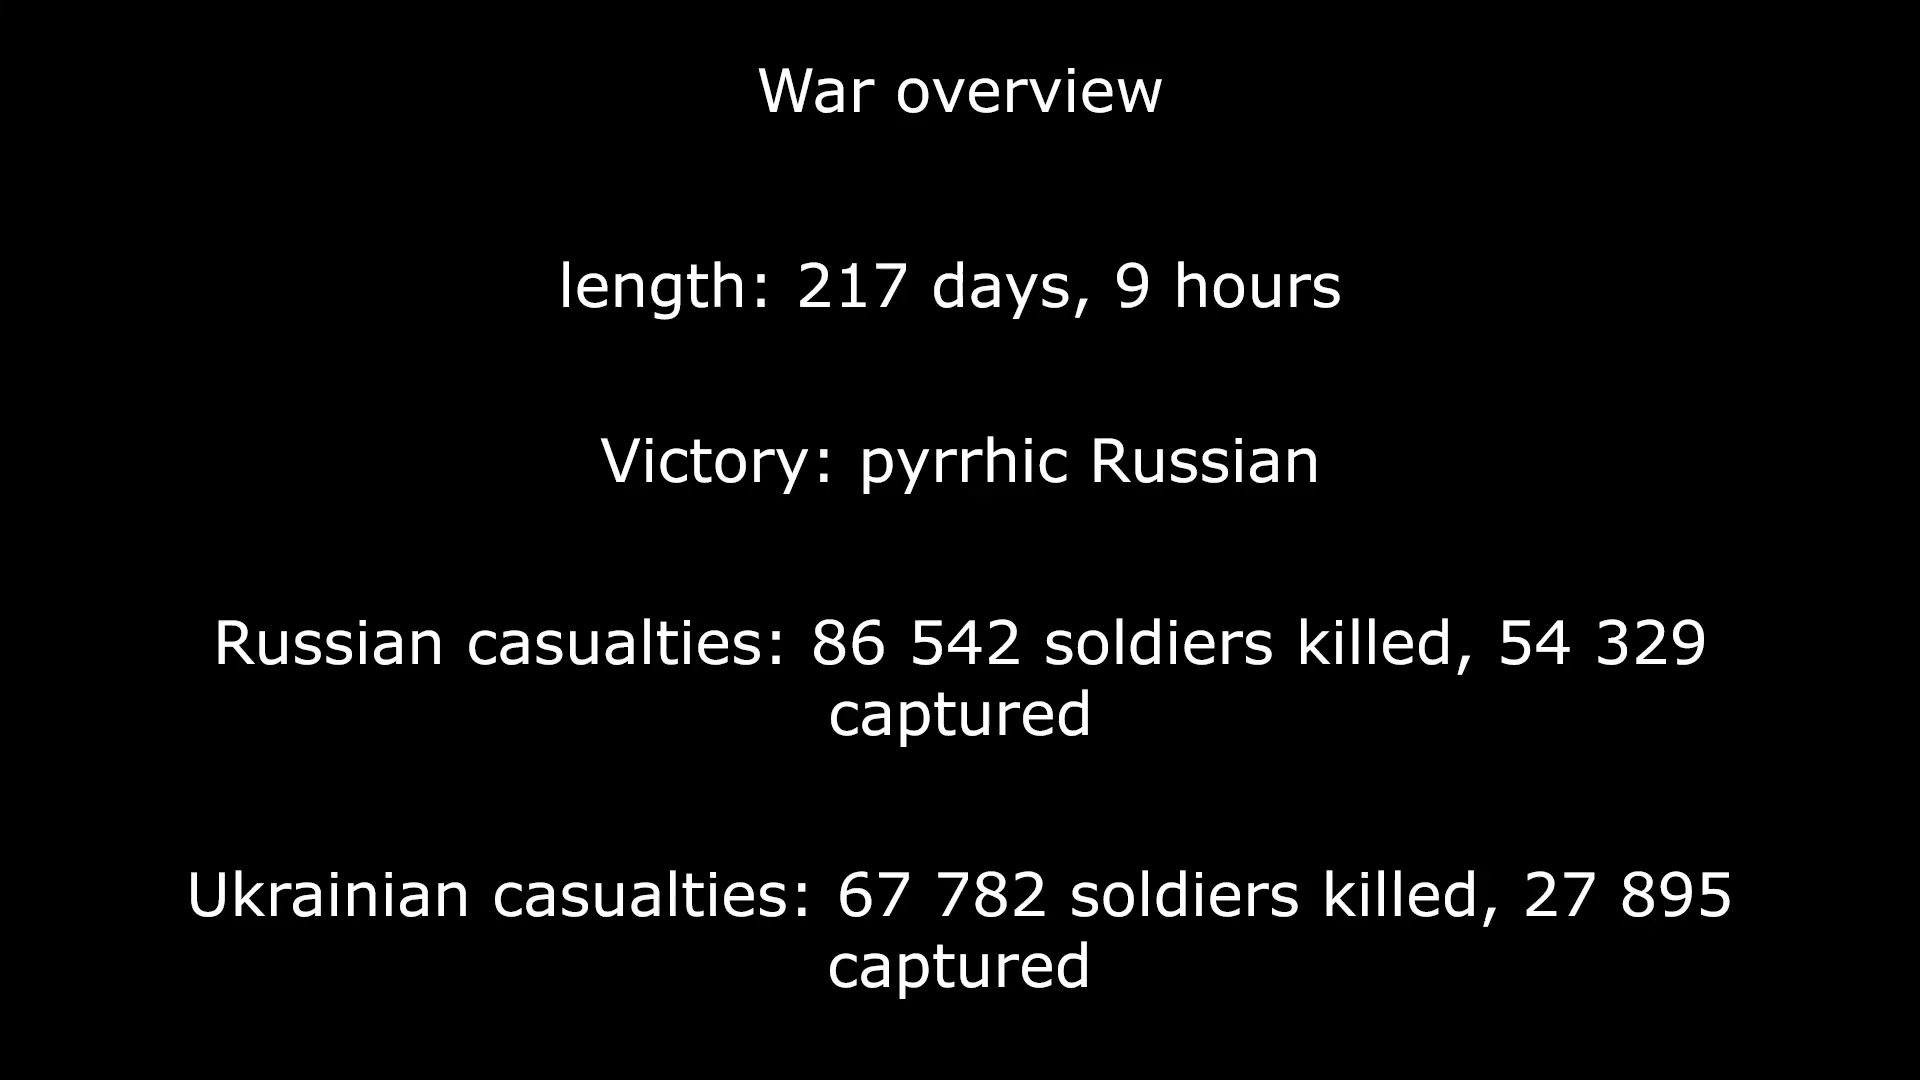 War overview
length: 217 days, 9 hours
Victory: pyrrhic Russian
Russian casualties: 86 542 soldiers killed, 54 329
captured
Ukrainian casualties: 67 782 soldiers killed, 27 895
captured